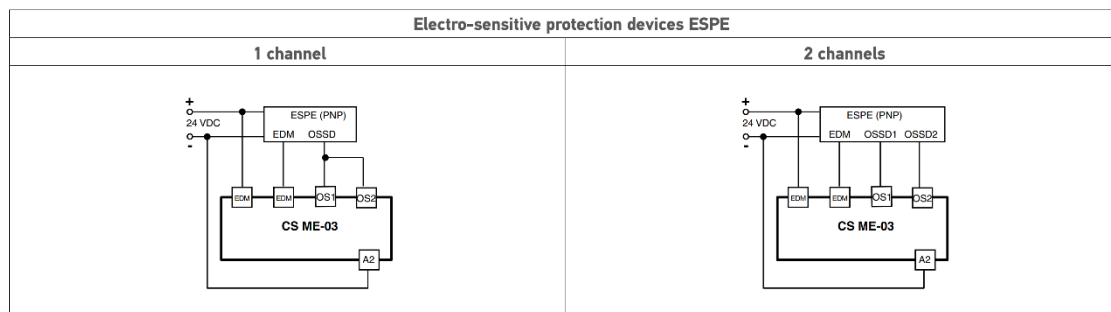 Electro-sensitive protection devices ESPE
1 channel
2 channels
+
24 VDC
-
ESPE (PNP)
EDM OSSD
EDM EDM OS1 OS2
CS ME-03
A2
+
24 VDC
-
ESPE (PNP)
EDM OSSD1 OSSD2
EDM EDM OS1 OS2
CS ME-03
A2